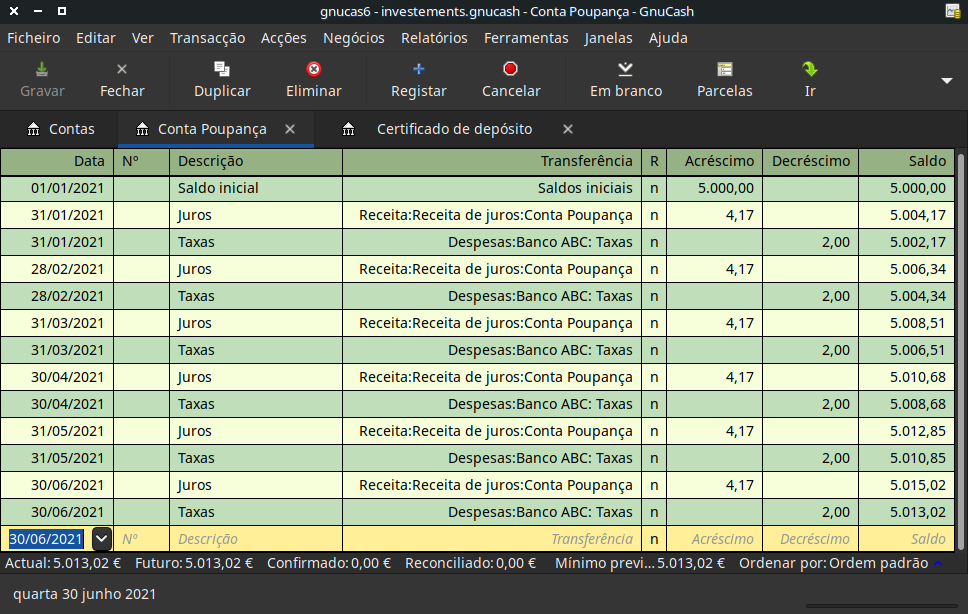 gnucas6 - investements.gnucash - Conta Poupança - GnuCash
Ficheiro Editar Ver Transacção Acções Negócios Relatórios Ferramentas Janelas Ajuda
Gravar Fechar Duplicar Eliminar Registar Cancelar Em branco Parcelas Ir
Contas Conta Poupança Certificado de depósito
Data Nº Descrição Transferência R Acréscimo Decréscimo Saldo
01/01/2021 Saldo inicial Saldos iniciais n 5.000,00 5.000,00
31/01/2021 Juros Receita:Receita de juros:Conta Poupança n 4,17 5.004,17
31/01/2021 Taxas Despesas:Banco ABC: Taxas n 2,00 5.002,17
28/02/2021 Juros Receita:Receita de juros:Conta Poupança n 4,17 5.006,34
28/02/2021 Taxas Despesas:Banco ABC: Taxas n 2,00 5.004,34
31/03/2021 Juros Receita:Receita de juros:Conta Poupança n 4,17 5.008,51
31/03/2021 Taxas Despesas:Banco ABC: Taxas n 2,00 5.006,51
30/04/2021 Juros Receita:Receita de juros:Conta Poupança n 4,17 5.010,68
30/04/2021 Taxas Despesas:Banco ABC: Taxas n 2,00 5.008,68
31/05/2021 Juros Receita:Receita de juros:Conta Poupança n 4,17 5.012,85
31/05/2021 Taxas Despesas:Banco ABC: Taxas n 2,00 5.010,85
30/06/2021 Juros Receita:Receita de juros:Conta Poupança n 4,17 5.015,02
30/06/2021 Taxas Despesas:Banco ABC: Taxas n 2,00 5.013,02
30/06/2021 Nº Descrição Transferência n Acréscimo Decréscimo Saldo
Actual: 5.013,02 € Futuro: 5.013,02 € Confirmado: 0,00 € Reconciliado: 0,00 € Mínimo previ... 5.013,02 € Ordenar por: Ordem padrão
quarta 30 junho 2021